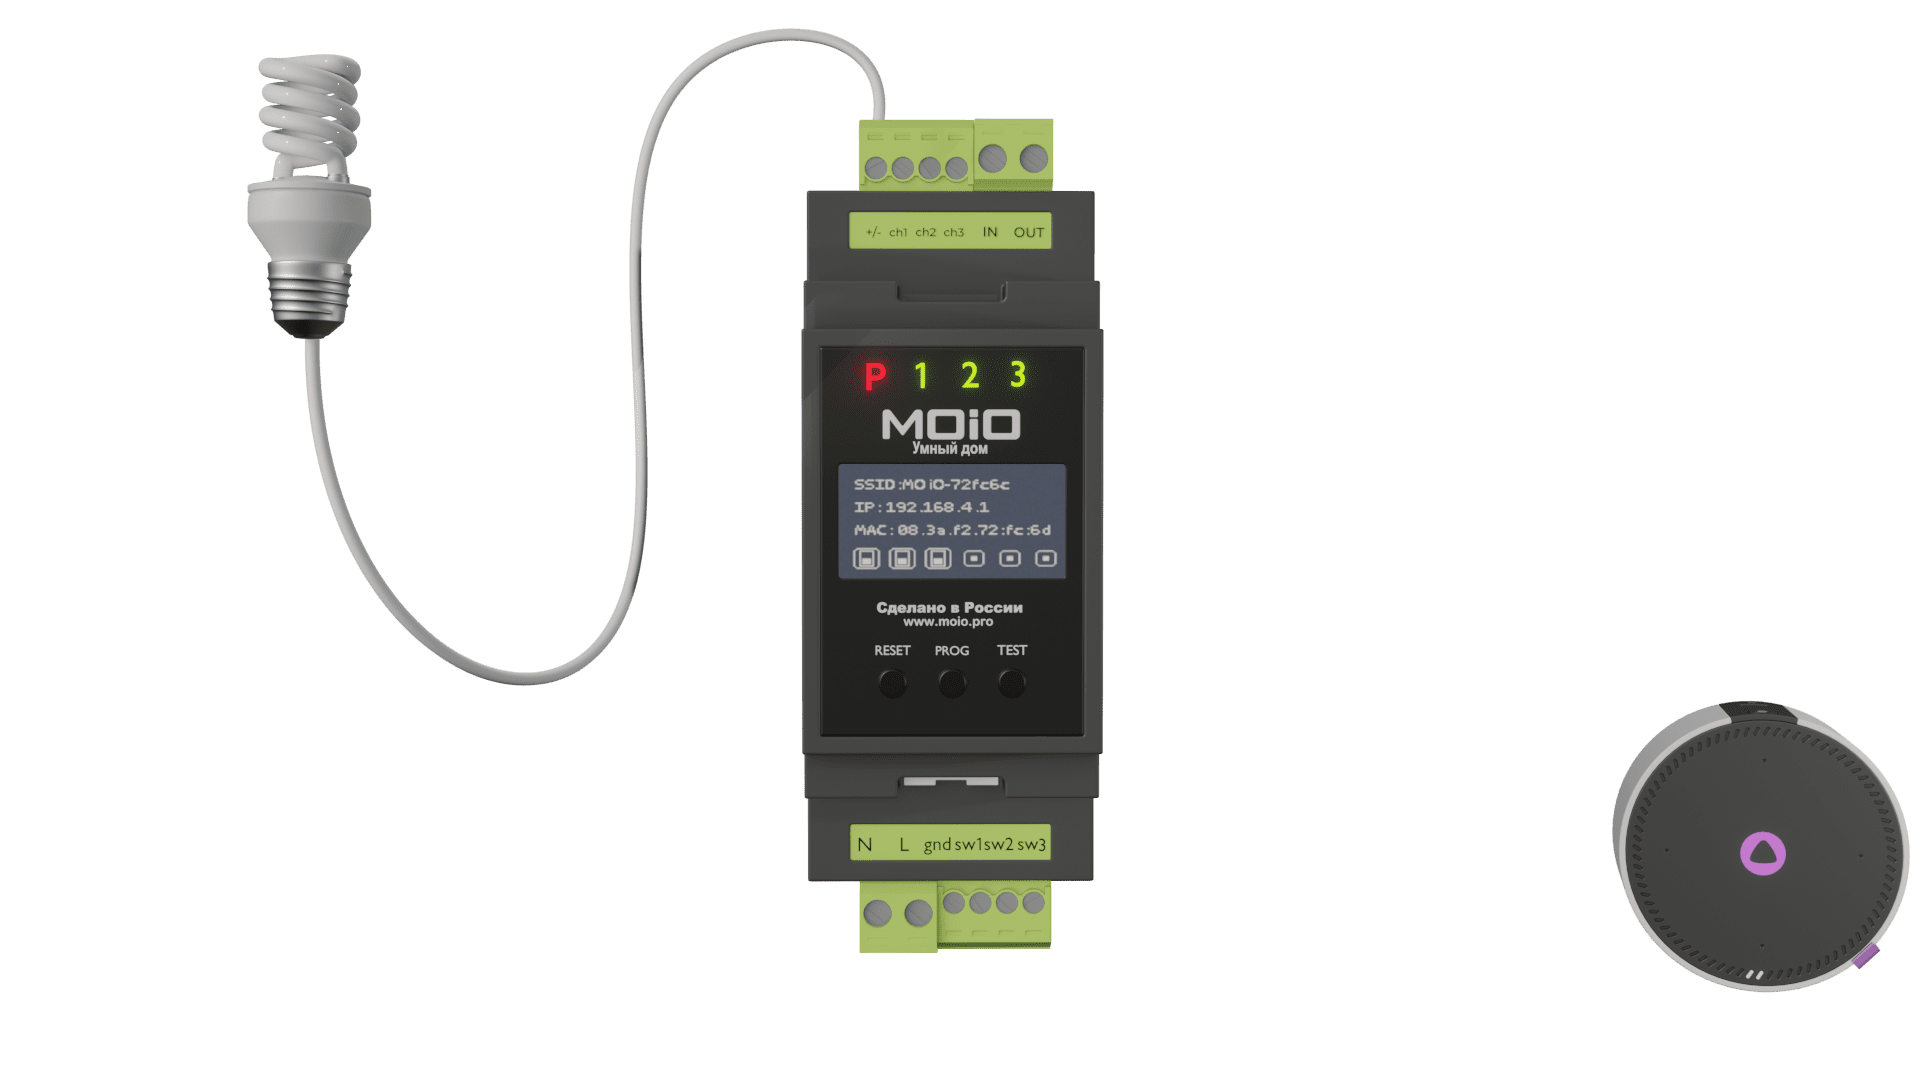 +/- ch1 ch2 ch3 IN OUT
P 1 2 3
MOiO
Умный дом
SSID:MOiO-72fc6c
IP:192.168.4.1
MAC:08.3a.f2.72:fc:6d
Сделано в России
www.moio.pro
RESET PROG TEST
N L gnd sw1 sw2 sw3